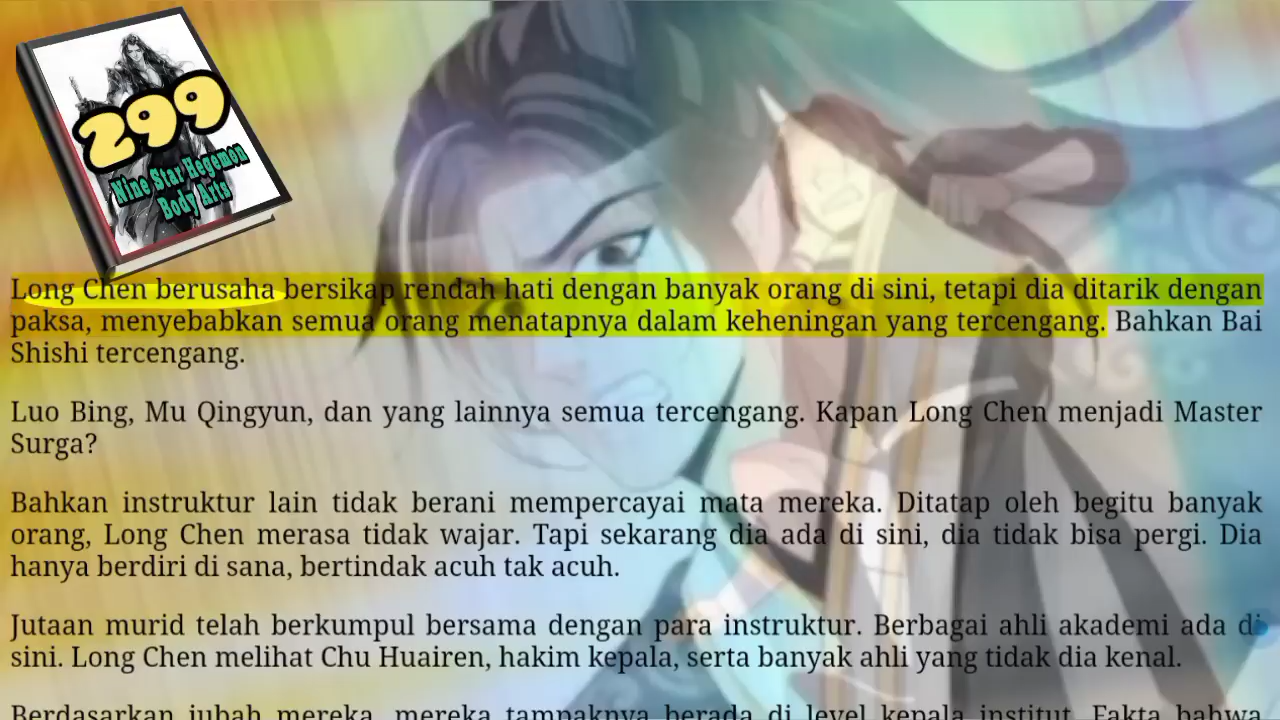 299
Nine Star Hegemon
Body Arts
Long Chen berusaha bersikap rendah hati dengan banyak orang di sini, tetapi dia ditarik dengan
paksa, menyebabkan semua orang menatapnya dalam keheningan yang tercengang. Bahkan Bai
Shishi tercengang.
Luo Bing, Mu Qingyun, dan yang lainnya semua tercengang. Kapan Long Chen menjadi Master
Surga?
Bahkan instruktur lain tidak berani mempercayai mata mereka. Ditatap oleh begitu banyak
orang, Long Chen merasa tidak wajar. Tapi sekarang dia ada di sini, dia tidak bisa pergi. Dia
hanya berdiri di sana, bertindak acuh tak acuh.
Jutaan murid telah berkumpul bersama dengan para instruktur. Berbagai ahli akademi ada di
sini. Long Chen melihat Chu Huairen, hakim kepala, serta banyak ahli yang tidak dia kenal.
Berdasarkan jubah mereka, mereka tampaknya berada di level kepala institut. Fakta bahwa